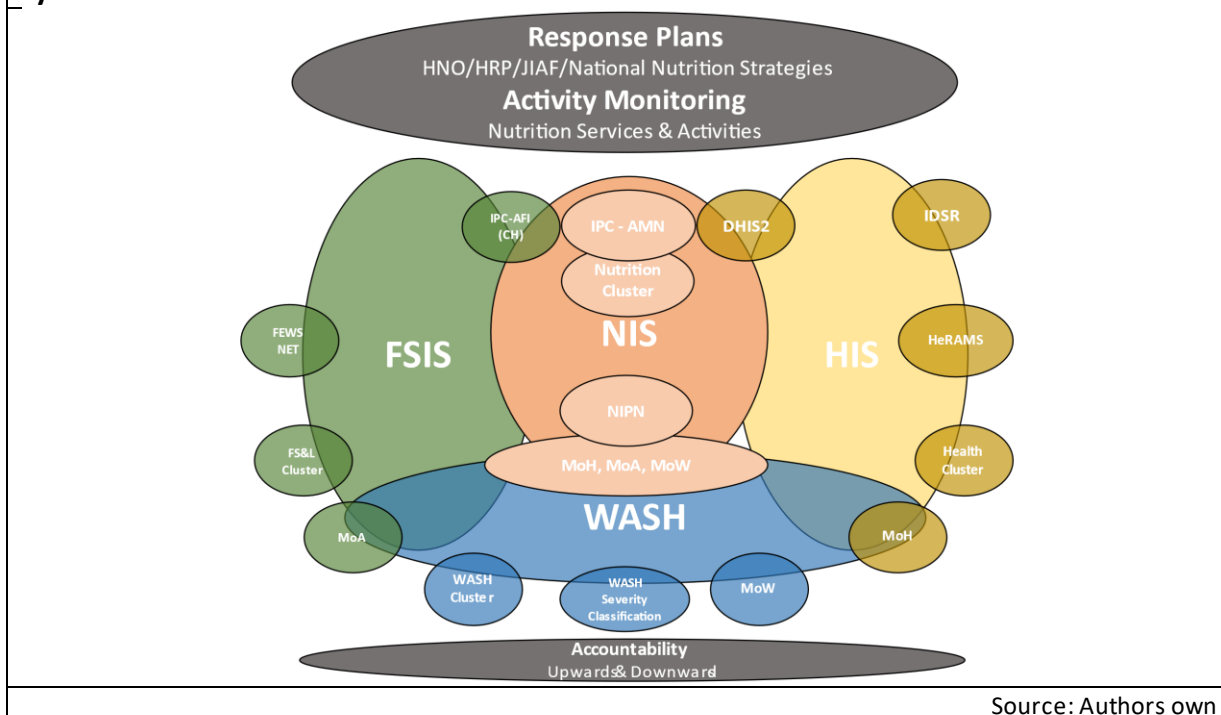 Response Plans
HNO/HRP/JIAF/National Nutrition Strategies
Activity Monitoring
Nutrition Services & Activities
IPC-AFI
(CH)
IPC - AMN
DHIS2
IDSR
Nutrition
Cluster
FEWS
NET
FSIS
NIS
HIS
HeRAMS
NIPN
FS&L
Cluster
MoH, MoA, MoW
Health
Cluster
WASH
MoA
MoH
WASH
Cluster
WASH
Severity
Classification
MoW
Accountability
Upwards& Downward
Source: Authors own